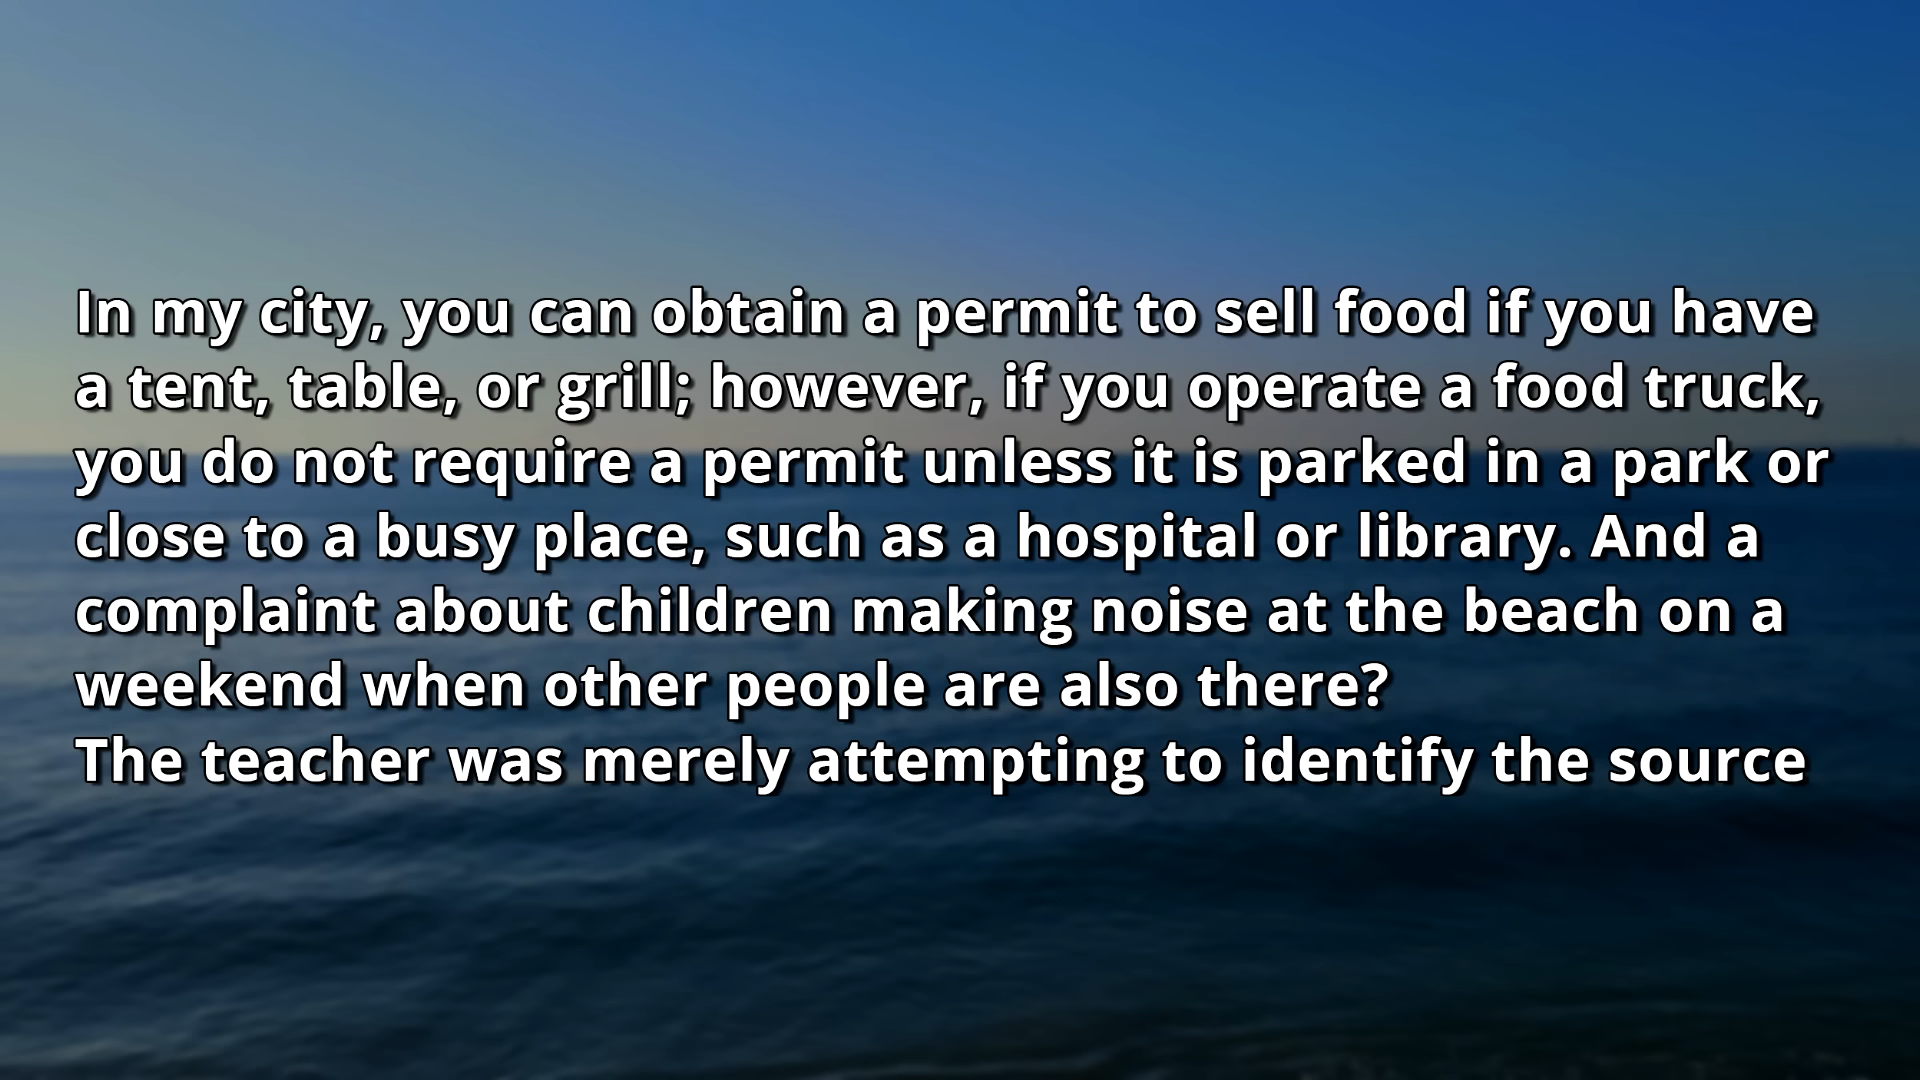 In my city, you can obtain a permit to sell food if you have
a tent, table, or grill; however, if you operate a food truck,
you do not require a permit unless it is parked in a park or
close to a busy place, such as a hospital or library. And a
complaint about children making noise at the beach on a
weekend when other people are also there?
The teacher was merely attempting to identify the source